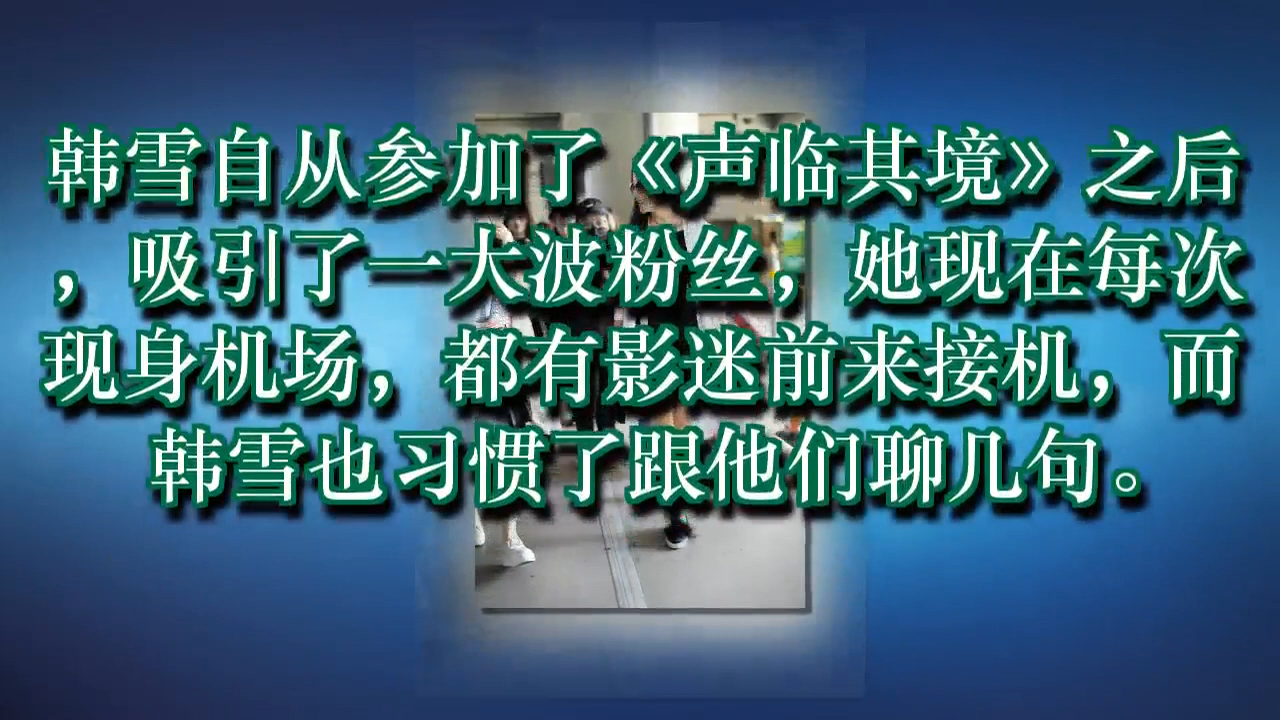 韩雪自从参加了《声临其境》之后
，吸引了一大波粉丝，她现在每次
现身机场，都有影迷前来接机，而
韩雪也习惯了跟他们聊几句。